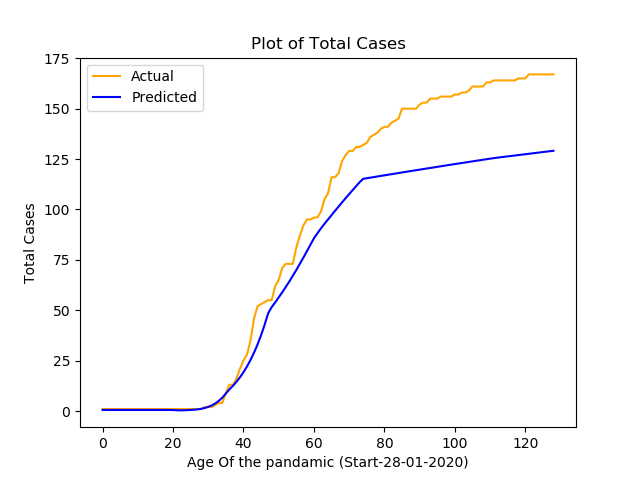 Plot of Total Cases
Actual
Predicted
175
150
125
100
75
50
25
0
Total Cases
0 20 40 60 80 100 120
Age Of the pandamic (Start-28-01-2020)